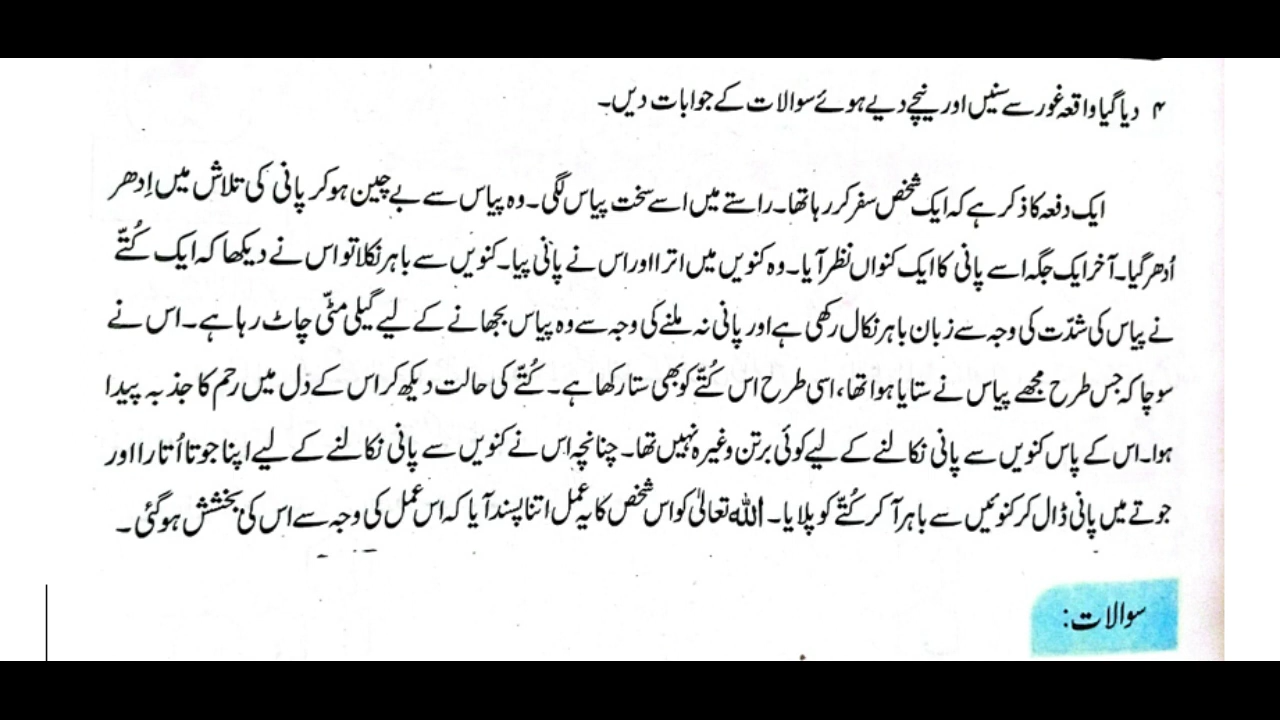 ۴ دیا گیا واقعہ غور سے سنیں اور نیچے دیے ہوئے سوالات کے جوابات دیں۔
ایک دفعہ کا ذکر ہے کہ ایک شخص سفر کر رہا تھا۔ راستے میں اسے سخت پیاس لگی۔ وہ پیاس سے بے چین ہو کر پانی کی تلاش میں اِدھر
اُدھر گیا۔ آخر ایک جگہ اسے پانی کا ایک کنواں نظر آیا۔ وہ کنویں میں اترا اور اس نے پانی پیا۔ کنویں سے باہر نکلا تو اس نے دیکھا کہ ایک کُتّے
نے پیاس کی شدّت کی وجہ سے زبان باہر نکال رکھی ہے اور پانی نہ ملنے کی وجہ سے وہ پیاس بجھانے کے لیے گیلی مٹّی چاٹ رہا ہے۔ اس نے
سوچا کہ جس طرح مجھے پیاس نے ستایا ہوا تھا، اسی طرح اس کُتّے کو بھی ستا رکھا ہے۔ کُتّے کی حالت دیکھ کر اس کے دل میں رحم کا جذبہ پیدا
ہوا۔ اس کے پاس کنویں سے پانی نکالنے کے لیے کوئی برتن وغیرہ نہیں تھا۔ چنانچہ اس نے کنویں سے پانی نکالنے کے لیے اپنا جوتا اُتارا اور
جوتے میں پانی ڈال کر کنوئیں سے باہر آ کر کُتّے کو پلایا۔ اللہ تعالیٰ کو اس شخص کا یہ عمل اتنا پسند آیا کہ اس عمل کی وجہ سے اس کی بخشش ہو گئی۔
سوالات: